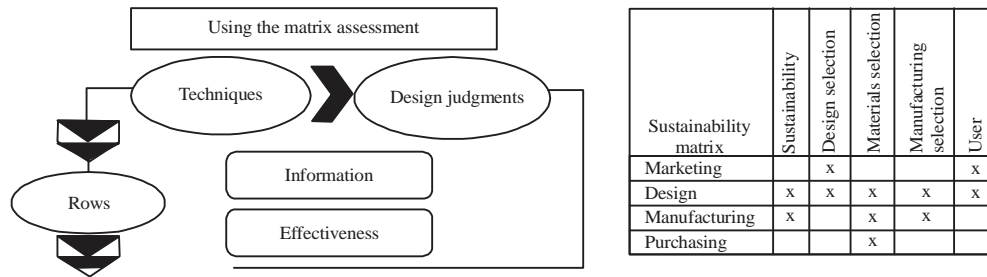 Using the matrix assessment
Techniques
Design judgments
Information
Rows
Effectiveness
Sustainability
matrix
Sustainability
Design selection
Materials selection
Manufacturing
selection
User
Marketing x x
Design x x x x x
Manufacturing x x x
Purchasing x